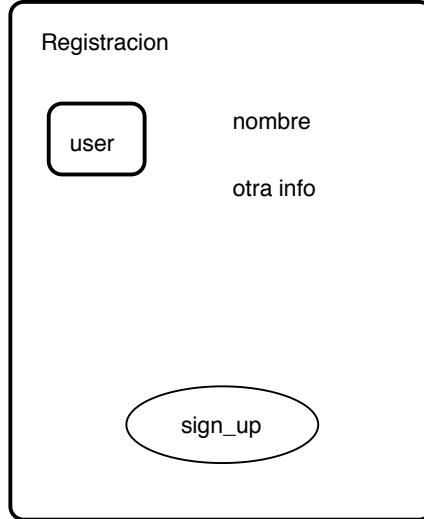 Registracion
nombre
user
otra info
sign_up